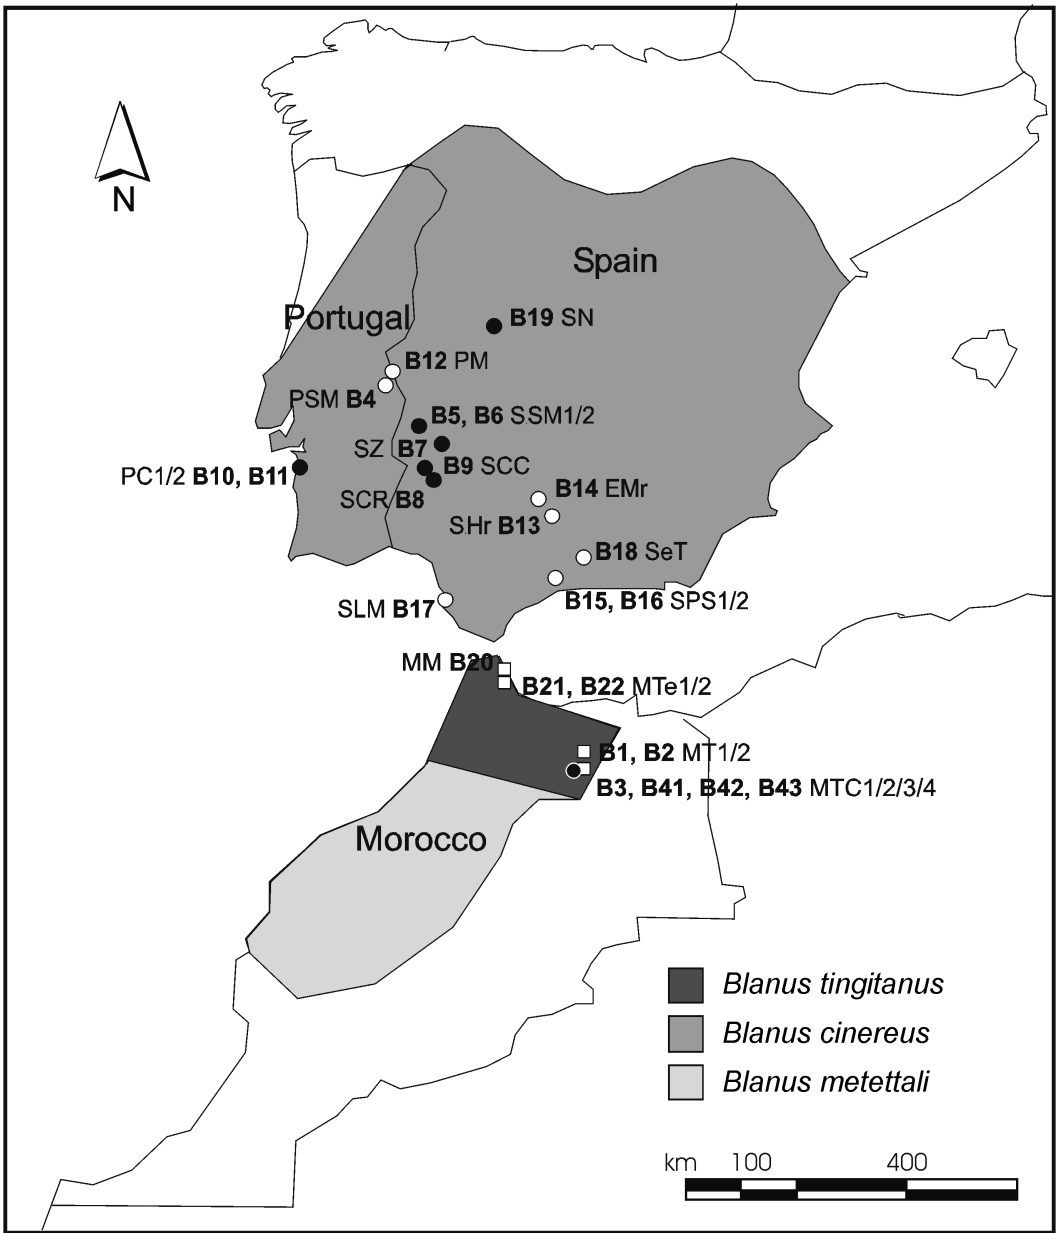 N
Spain
Portugal
B19 SN
B12 PM
PSM B4
B5, B6 SSM1/2
SZ B7
B9 SCC
PC1/2 B10, B11
SCR B8
B14 EMr
SHr B13
B18 SeT
B15, B16 SPS1/2
SLM B17
MM B20
B21, B22 MTe1/2
B1, B2 MT1/2
B3, B41, B42, B43 MTC1/2/3/4
Morocco
Blanus tingitanus
Blanus cinereus
Blanus metettali
km 100 400